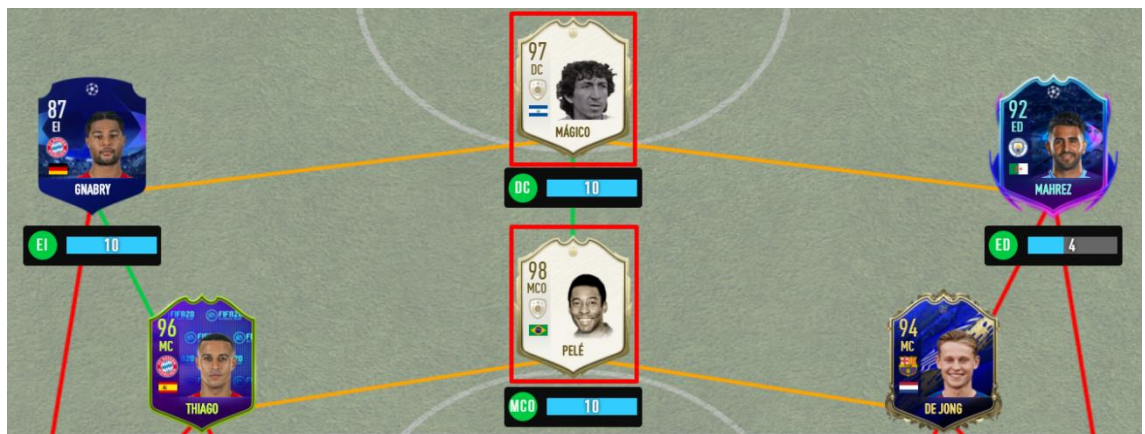 97
DC
MÁGICO
87
EI
GNABRY
92
ED
MAHREZ
DC 10
EI 10
ED 4
98
MCO
PELÉ
FIFA20
96
MC
THIAGO
94
MC
DE JONG
MCO 10